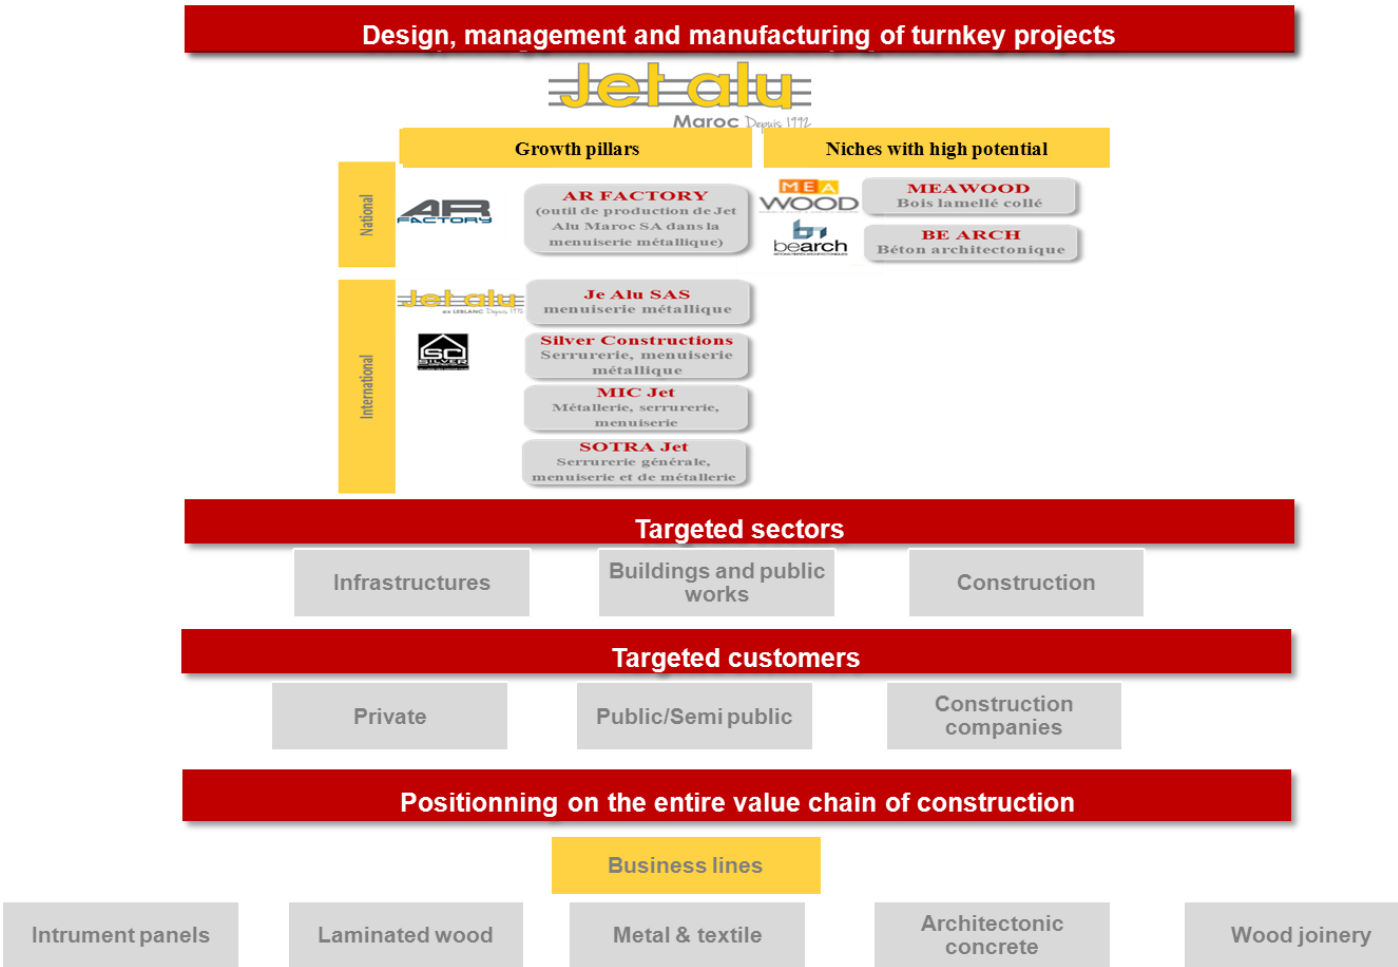 Design, management and manufacturing of turnkey projects
Jet alu
Maroc Depuis 1992
Growth pillars
Niches with high potential
National
AR
FACTORY
AR FACTORY
(outil de production de Jet
Alu Maroc SA dans la
menuiserie métallique)
MEA
WOOD
MEAWOOD
Bois lamellé collé
bearch
BE ARCH
Béton architectonique
International
Jet alu
ex LEBLANC Depuis 1992
Je Alu SAS
menuiserie métallique
SC
SILVER
Silver Constructions
Serrurerie, menuiserie
métallique
MIC Jet
Métallerie, serrurerie,
menuiserie
SOTRA Jet
Serrurerie générale,
menuiserie et de métallerie
Targeted sectors
Infrastructures
Buildings and public
works
Construction
Targeted customers
Private
Public/Semi public
Construction
companies
Positionning on the entire value chain of construction
Business lines
Intrument panels
Laminated wood
Metal & textile
Architectonic
concrete
Wood joinery